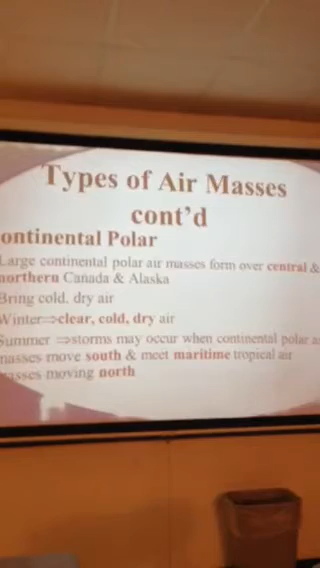 Types of Air Masses
cont'd
ontinental Polar
Large continental polar air masses form over central &
northern Canada & Alaska
Bring cold, dry air
Winter⇒clear, cold, dry air
Summer ⇒storms may occur when continental polar a
masses move south & meet maritime tropical air
masses moving north